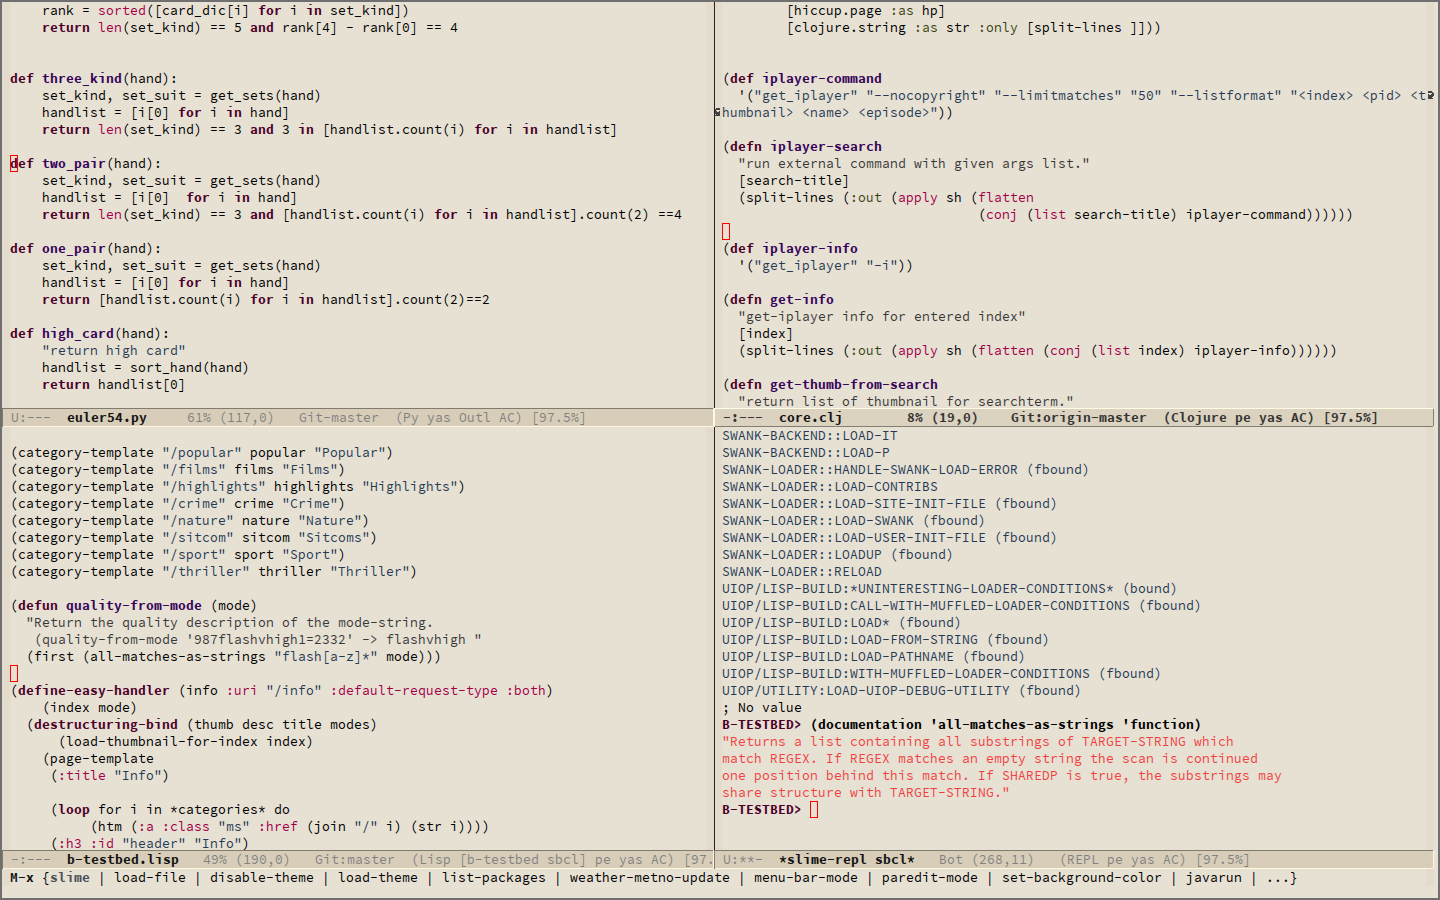 rank = sorted([card_dic[i] for i in set_kind])
    return len(set_kind) == 5 and rank[4] - rank[0] == 4
def three_kind(hand):
    set_kind, set_suit = get_sets(hand)
    handlist = [i[0] for i in hand]
    return len(set_kind) == 3 and 3 in [handlist.count(i) for i in handlist]
def two_pair(hand):
    set_kind, set_suit = get_sets(hand)
    handlist = [i[0]  for i in hand]
    return len(set_kind) == 3 and [handlist.count(i) for i in handlist].count(2) ==4
def one_pair(hand):
    set_kind, set_suit = get_sets(hand)
    handlist = [i[0] for i in hand]
    return [handlist.count(i) for i in handlist].count(2)==2
def high_card(hand):
    "return high card"
    handlist = sort_hand(hand)
    return handlist[0]
U:---  euler54.py     61% (117,0)   Git-master  (Py yas Outl AC) [97.5%]
        [hiccup.page :as hp]
        [clojure.string :as str :only [split-lines ]]))
(def iplayer-command
  '("get_iplayer" "--nocopyright" "--limitmatches" "50" "--listformat" "<index> <pid> <t
humbnail> <name> <episode>"))
(defn iplayer-search
  "run external command with given args list."
  [search-title]
  (split-lines (:out (apply sh (flatten
                                (conj (list search-title) iplayer-command))))))
(def iplayer-info
  '("get_iplayer" "-i"))
(defn get-info
  "get-iplayer info for entered index"
  [index]
  (split-lines (:out (apply sh (flatten (conj (list index) iplayer-info))))))
(defn get-thumb-from-search
  "return list of thumbnail for searchterm."
-:---  core.clj        8% (19,0)    Git:origin-master  (Clojure pe yas AC) [97.5%]
(category-template "/popular" popular "Popular")
(category-template "/films" films "Films")
(category-template "/highlights" highlights "Highlights")
(category-template "/crime" crime "Crime")
(category-template "/nature" nature "Nature")
(category-template "/sitcom" sitcom "Sitcoms")
(category-template "/sport" sport "Sport")
(category-template "/thriller" thriller "Thriller")
(defun quality-from-mode (mode)
  "Return the quality description of the mode-string.
   (quality-from-mode '987flashvhigh1=2332' -> flashvhigh "
  (first (all-matches-as-strings "flash[a-z]*" mode)))
(define-easy-handler (info :uri "/info" :default-request-type :both)
    (index mode)
  (destructuring-bind (thumb desc title modes)
      (load-thumbnail-for-index index)
    (page-template
     (:title "Info")
     (loop for i in *categories* do
          (htm (:a :class "ms" :href (join "/" i) (str i))))
     (:h3 :id "header" "Info")
-:---  b-testbed.lisp   49% (190,0)   Git:master  (Lisp [b-testbed sbcl] pe yas AC) [97.
SWANK-BACKEND::LOAD-IT
SWANK-BACKEND::LOAD-P
SWANK-LOADER::HANDLE-SWANK-LOAD-ERROR (fbound)
SWANK-LOADER::LOAD-CONTRIBS
SWANK-LOADER::LOAD-SITE-INIT-FILE (fbound)
SWANK-LOADER::LOAD-SWANK (fbound)
SWANK-LOADER::LOAD-USER-INIT-FILE (fbound)
SWANK-LOADER::LOADUP (fbound)
SWANK-LOADER::RELOAD
UIOP/LISP-BUILD:*UNINTERESTING-LOADER-CONDITIONS* (bound)
UIOP/LISP-BUILD:CALL-WITH-MUFFLED-LOADER-CONDITIONS (fbound)
UIOP/LISP-BUILD:LOAD* (fbound)
UIOP/LISP-BUILD:LOAD-FROM-STRING (fbound)
UIOP/LISP-BUILD:LOAD-PATHNAME (fbound)
UIOP/LISP-BUILD:WITH-MUFFLED-LOADER-CONDITIONS (fbound)
UIOP/UTILITY:LOAD-UIOP-DEBUG-UTILITY (fbound)
; No value
B-TESTBED> (documentation 'all-matches-as-strings 'function)
"Returns a list containing all substrings of TARGET-STRING which
match REGEX. If REGEX matches an empty string the scan is continued
one position behind this match. If SHAREDP is true, the substrings may
share structure with TARGET-STRING."
B-TESTBED>
U:**-  *slime-repl sbcl*   Bot (268,11)   (REPL pe yas AC) [97.5%]
M-x {slime | load-file | disable-theme | load-theme | list-packages | weather-metno-update | menu-bar-mode | paredit-mode | set-background-color | javarun | ...}